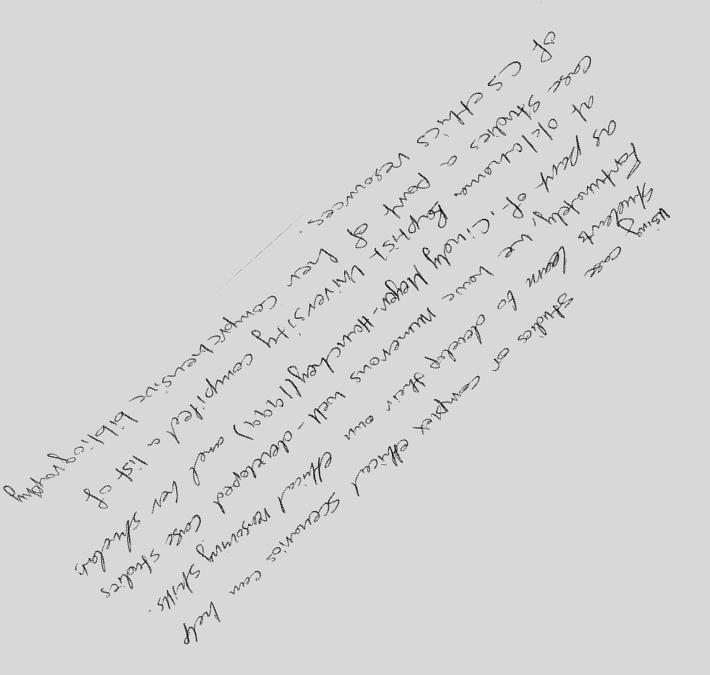 using case studies or complex ethical scenarios can help
students learn to develop their own ethical reasoning skills.
Fortunately, we have numerous well-developed case studies
as part of. Cindy Meyer-Hanchey (1999) and her students
at Oklahoma Baptist University compiled a list of
case studies a part of her comprehensive bibliography
of CS ethics resources.